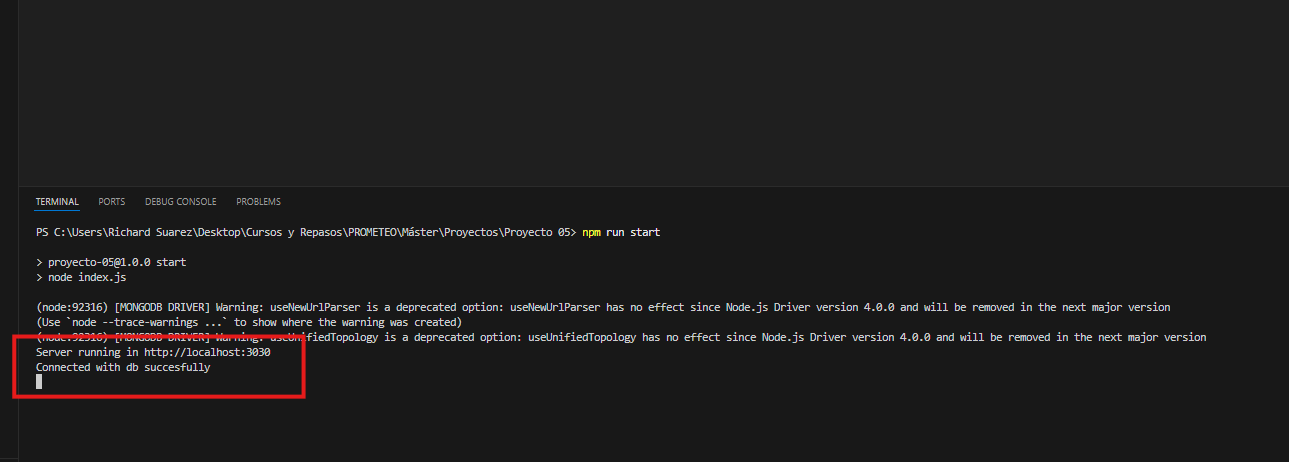 TERMINAL PORTS DEBUG CONSOLE PROBLEMS
PS C:\Users\Richard Suarez\Desktop\Cursos y Repasos\PROMETEO\Máster\Proyectos\Proyecto 05> npm run start
> proyecto-05@1.0.0 start
> node index.js
(node:92316) [MONGODB DRIVER] Warning: useNewUrlParser is a deprecated option: useNewUrlParser has no effect since Node.js Driver version 4.0.0 and will be removed in the next major version
(Use `node --trace-warnings ...` to show where the warning was created)
(node:92316) [MONGODB DRIVER] Warning: useUnifiedTopology is a deprecated option: useUnifiedTopology has no effect since Node.js Driver version 4.0.0 and will be removed in the next major version
Server running in http://localhost:3030
Connected with db succesfully